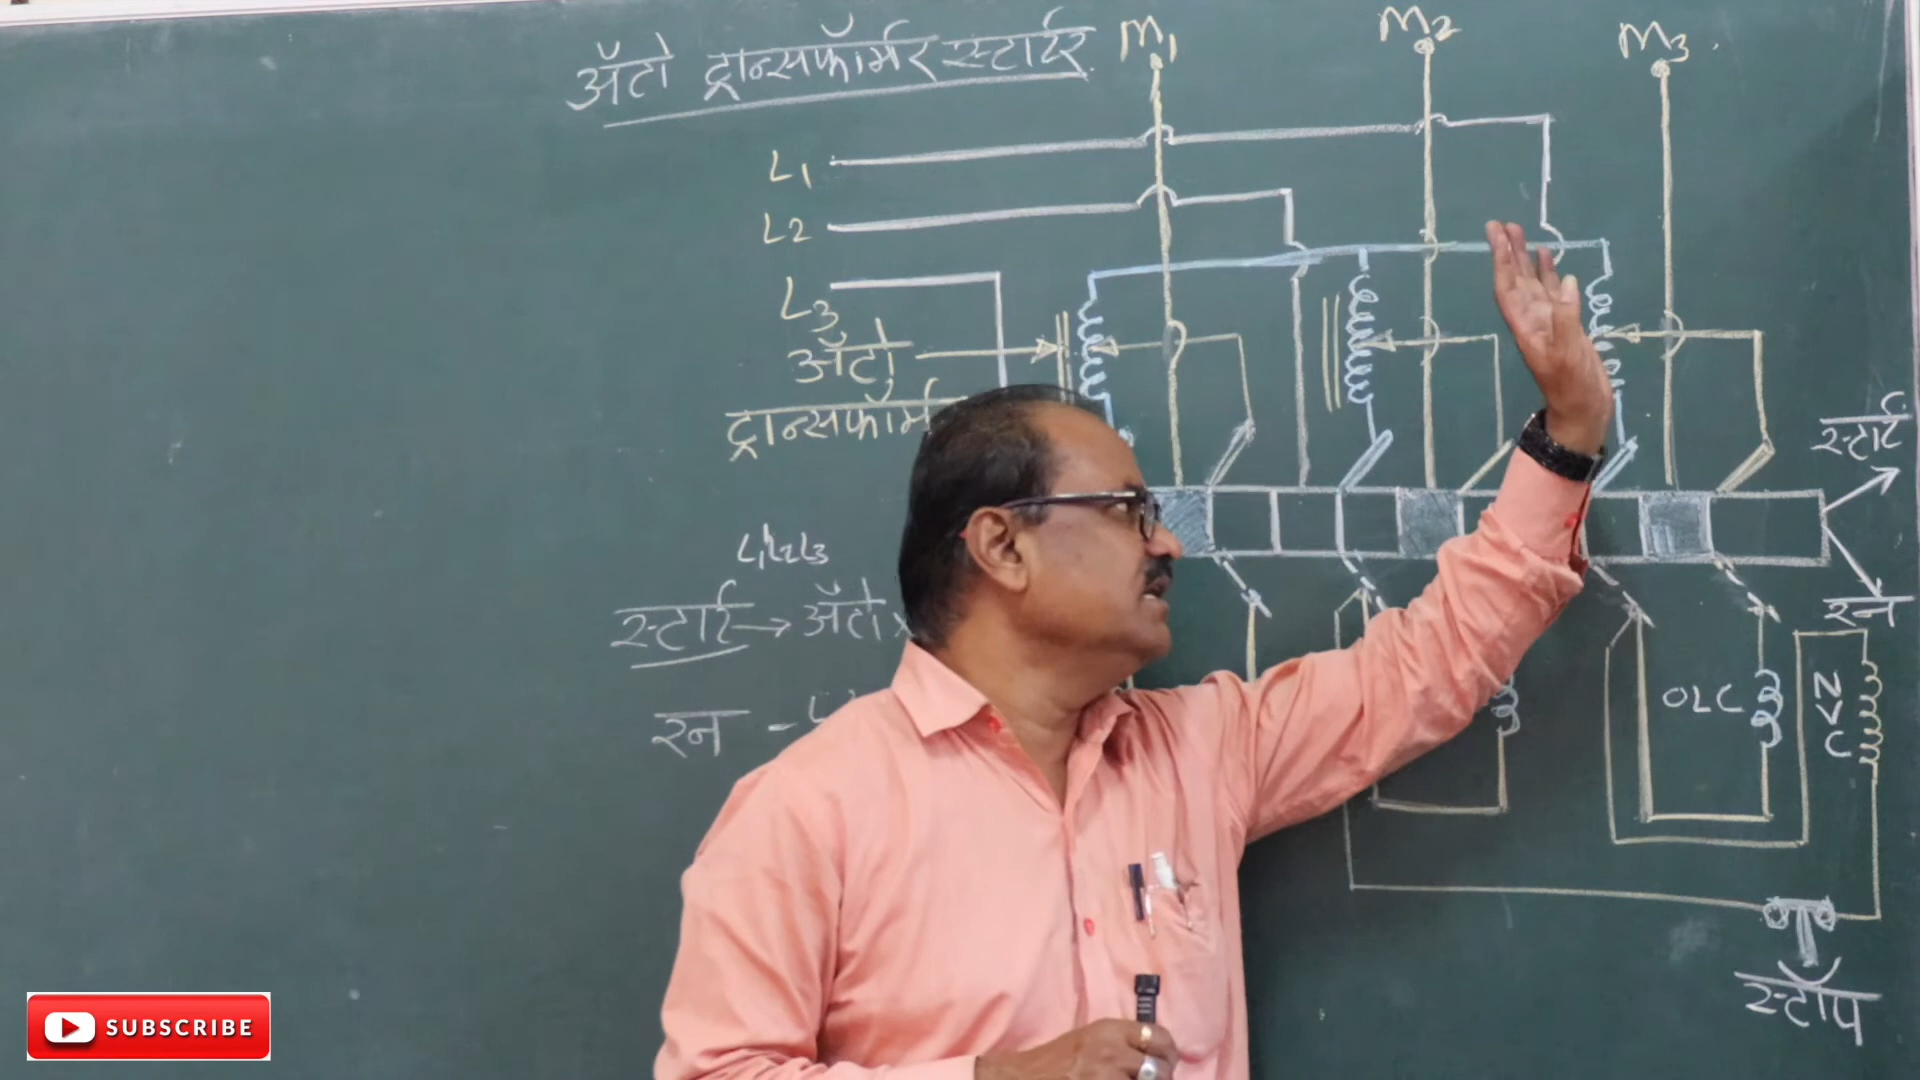 ऑटो ट्रान्सफॉर्मर स्टार्टर
M1 M2 M3
L1
L2
L3
ऑटो
ट्रान्सफॉर्म
स्टार्ट
L1L2L3
स्टार्ट → ऑटो
रन
रन -
OLC
NVC
स्टॉप
SUBSCRIBE